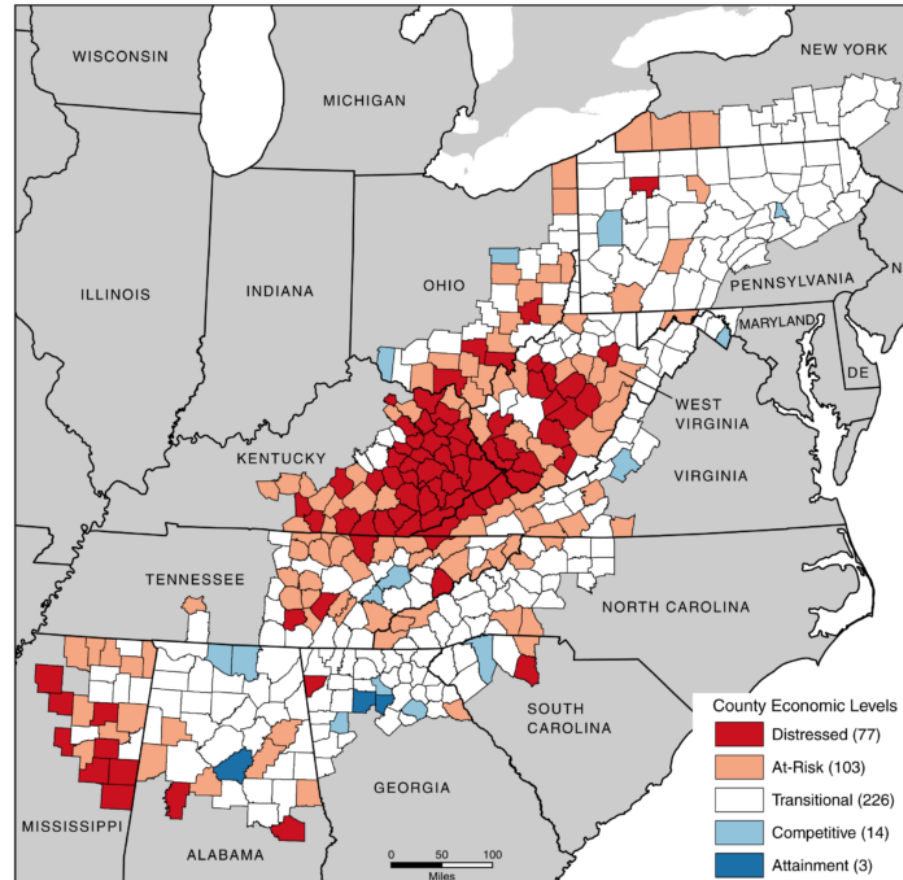 WISCONSIN
NEW YORK
MICHIGAN
PENNSYLVANIA
N
OHIO
ILLINOIS
INDIANA
MARYLAND
DE
WEST
VIRGINIA
KENTUCKY
VIRGINIA
TENNESSEE
NORTH CAROLINA
SOUTH
CAROLINA
GEORGIA
MISSISSIPPI
ALABAMA
0 50 100
Miles
County Economic Levels
Distressed (77)
At-Risk (103)
Transitional (226)
Competitive (14)
Attainment (3)